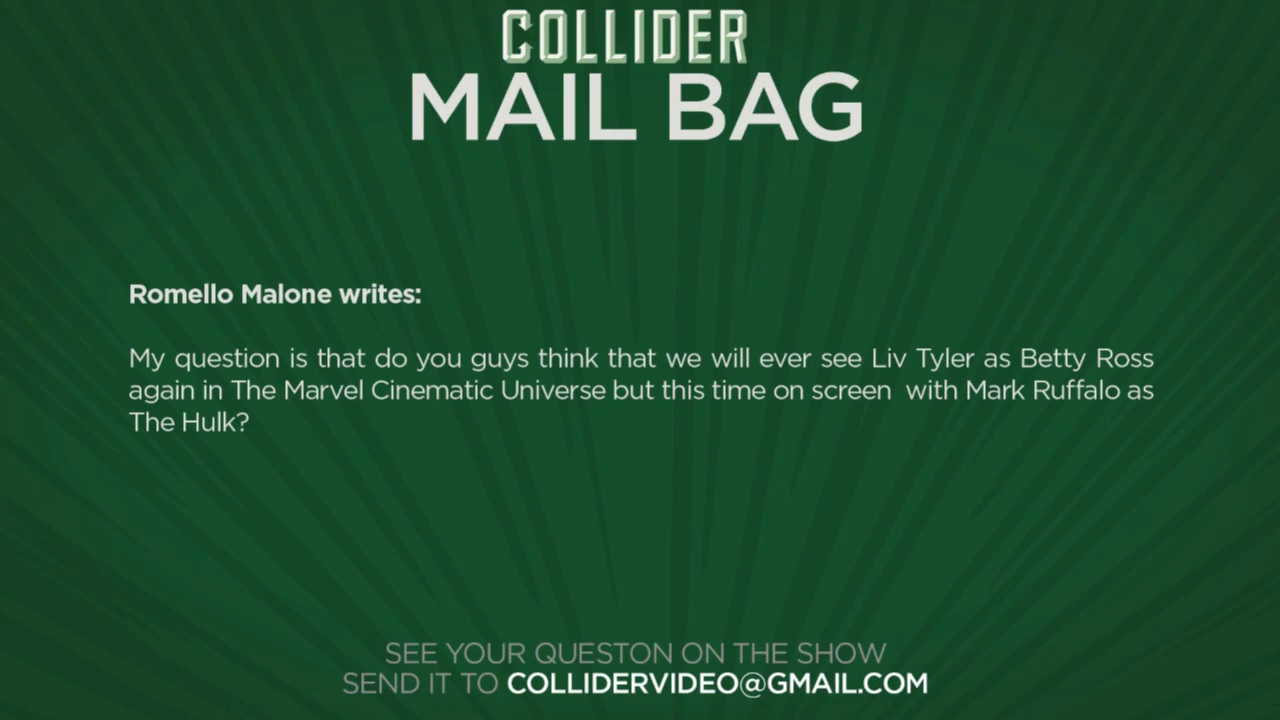 COLLIDER
MAIL BAG
Romello Malone writes:
My question is that do you guys think that we will ever see Liv Tyler as Betty Ross
again in The Marvel Cinematic Universe but this time on screen  with Mark Ruffalo as
The Hulk?
SEE YOUR QUESTON ON THE SHOW
SEND IT TO COLLIDERVIDEO@GMAIL.COM